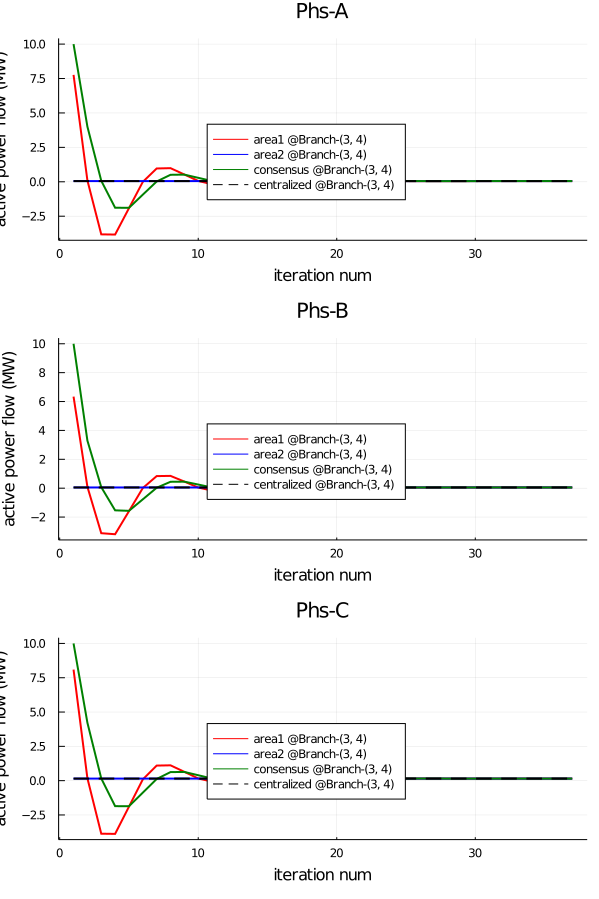 Phs-A
active power flow (MW)
10.0
7.5
5.0
2.5
0.0
−2.5
area1 @Branch-(3, 4)
area2 @Branch-(3, 4)
consensus @Branch-(3, 4)
centralized @Branch-(3, 4)
0 10 20 30
iteration num
Phs-B
active power flow (MW)
10
8
6
4
2
0
−2
area1 @Branch-(3, 4)
area2 @Branch-(3, 4)
consensus @Branch-(3, 4)
centralized @Branch-(3, 4)
0 10 20 30
iteration num
Phs-C
active power flow (MW)
10.0
7.5
5.0
2.5
0.0
−2.5
area1 @Branch-(3, 4)
area2 @Branch-(3, 4)
consensus @Branch-(3, 4)
centralized @Branch-(3, 4)
0 10 20 30
iteration num